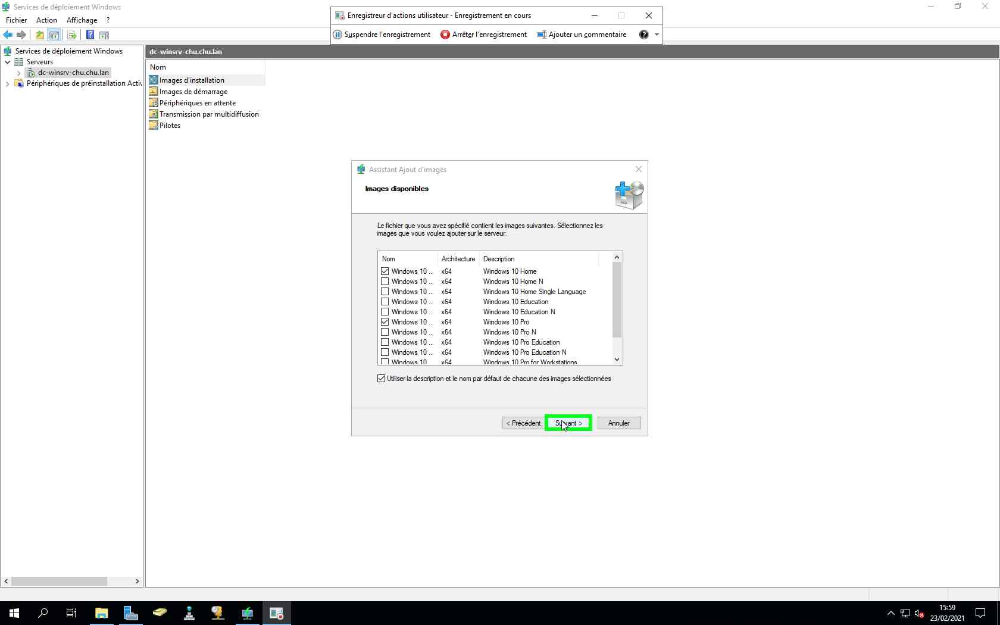 Services de déploiement Windows
Fichier Action Affichage ?
Enregistreur d'actions utilisateur - Enregistrement en cours
Suspendre l'enregistrement Arrêter l'enregistrement Ajouter un commentaire
Services de déploiement Windows
Serveurs
dc-winsrv-chu.chu.lan
Périphériques de préinstallation Activ
dc-winsrv-chu.chu.lan
Nom
Images d'installation
Images de démarrage
Périphériques en attente
Transmission par multidiffusion
Pilotes
Assistant Ajout d'images
Images disponibles
Le fichier que vous avez spécifié contient les images suivantes. Sélectionnez les
images que vous voulez ajouter sur le serveur.
Nom Architecture Description
Windows 10 ... x64 Windows 10 Home
Windows 10 ... x64 Windows 10 Home N
Windows 10 ... x64 Windows 10 Home Single Language
Windows 10 ... x64 Windows 10 Education
Windows 10 ... x64 Windows 10 Education N
Windows 10 ... x64 Windows 10 Pro
Windows 10 ... x64 Windows 10 Pro N
Windows 10 ... x64 Windows 10 Pro Education
Windows 10 ... x64 Windows 10 Pro Education N
Windows 10 x64 Windows 10 Pro for Workstations
Utiliser la description et le nom par défaut de chacune des images sélectionnées
< Précédent Suivant > Annuler
15:59
23/02/2021